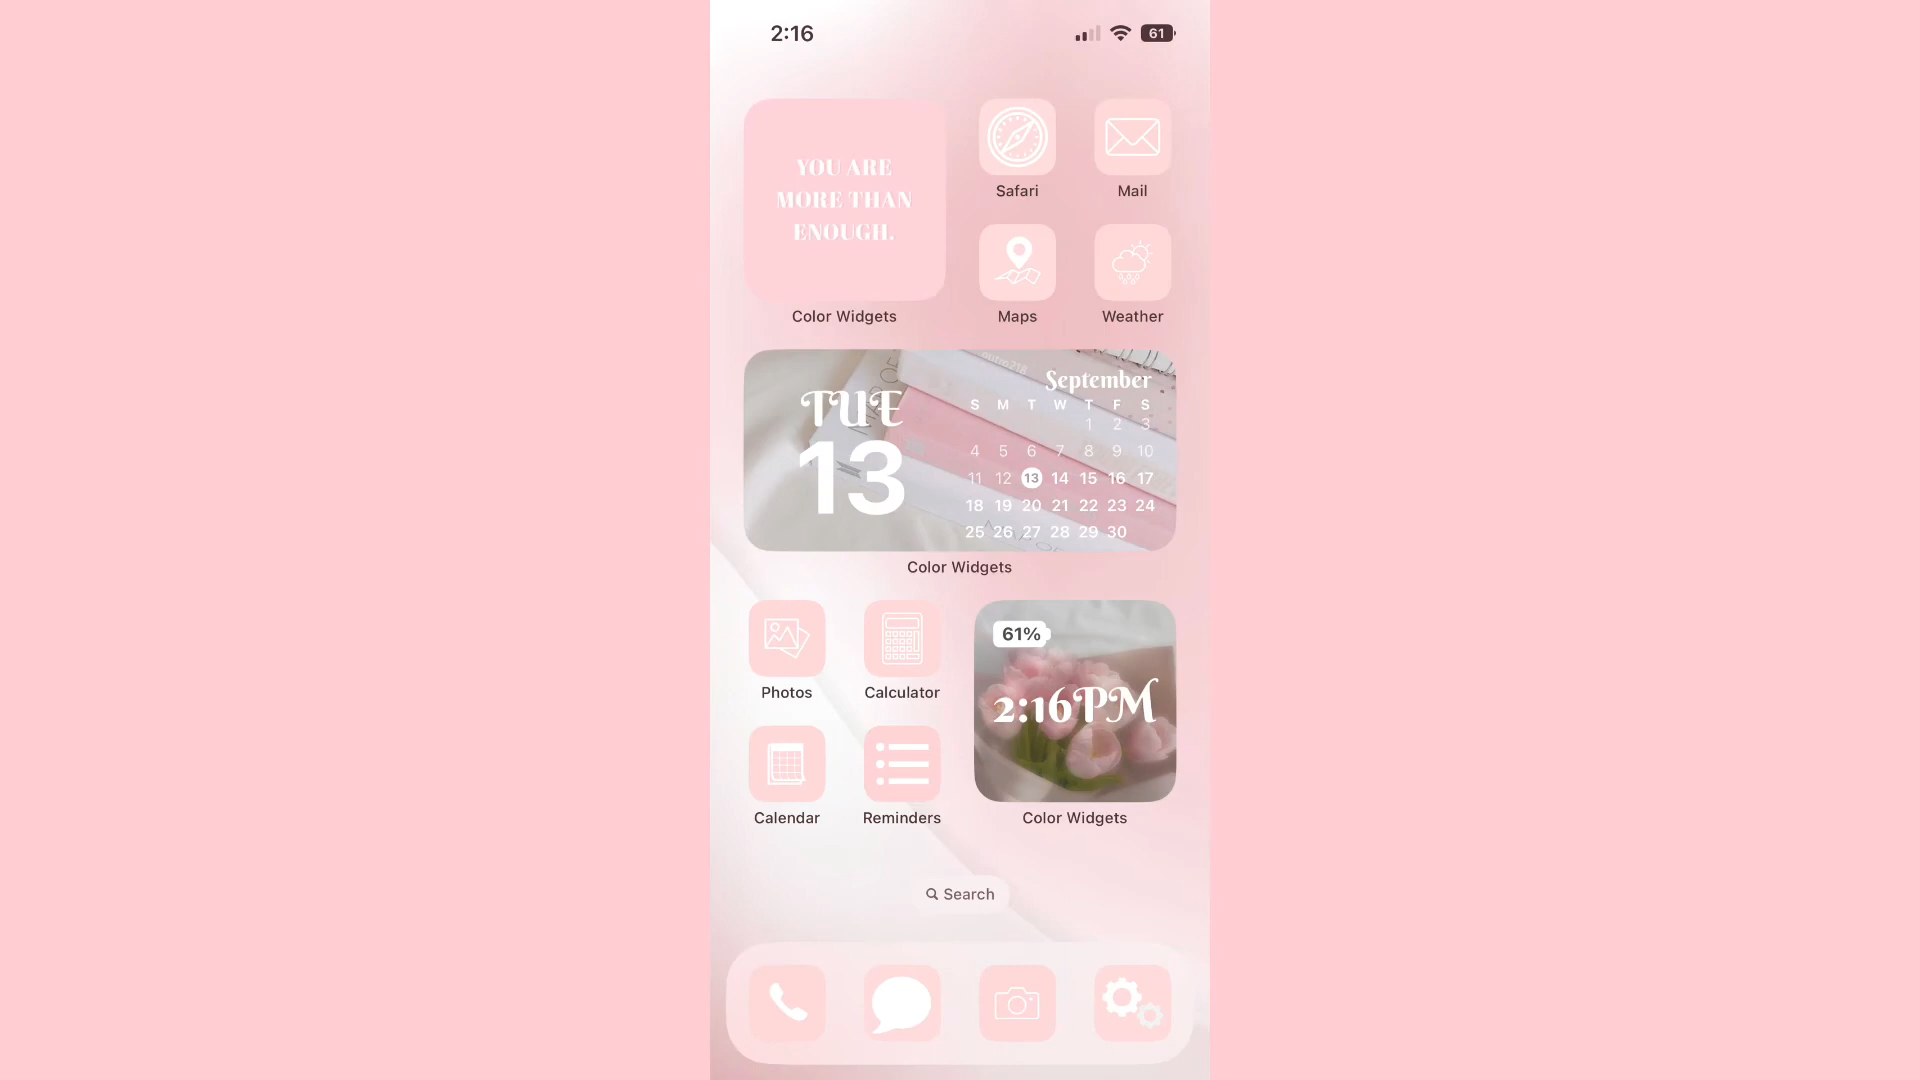 2:16
61
YOU ARE
MORE THAN
ENOUGH.
Color Widgets
Safari
Mail
Maps
Weather
TUE
13
September
S M T W T F S
1 2 3
4 5 6 7 8 9 10
11 12 13 14 15 16 17
18 19 20 21 22 23 24
25 26 27 28 29 30
Color Widgets
Photos
Calculator
61%
2:16PM
Calendar
Reminders
Color Widgets
Search